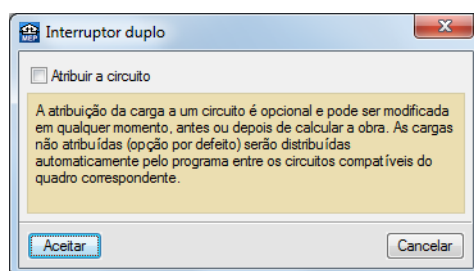 MEP
Interruptor duplo
Atribuir a circuito
A atribuição da carga a um circuito é opcional e pode ser modificada
em qualquer momento, antes ou depois de calcular a obra. As cargas
não atribuídas (opção por defeito) serão distribuídas
automaticamente pelo programa entre os circuitos compatíveis do
quadro correspondente.
Aceitar
Cancelar